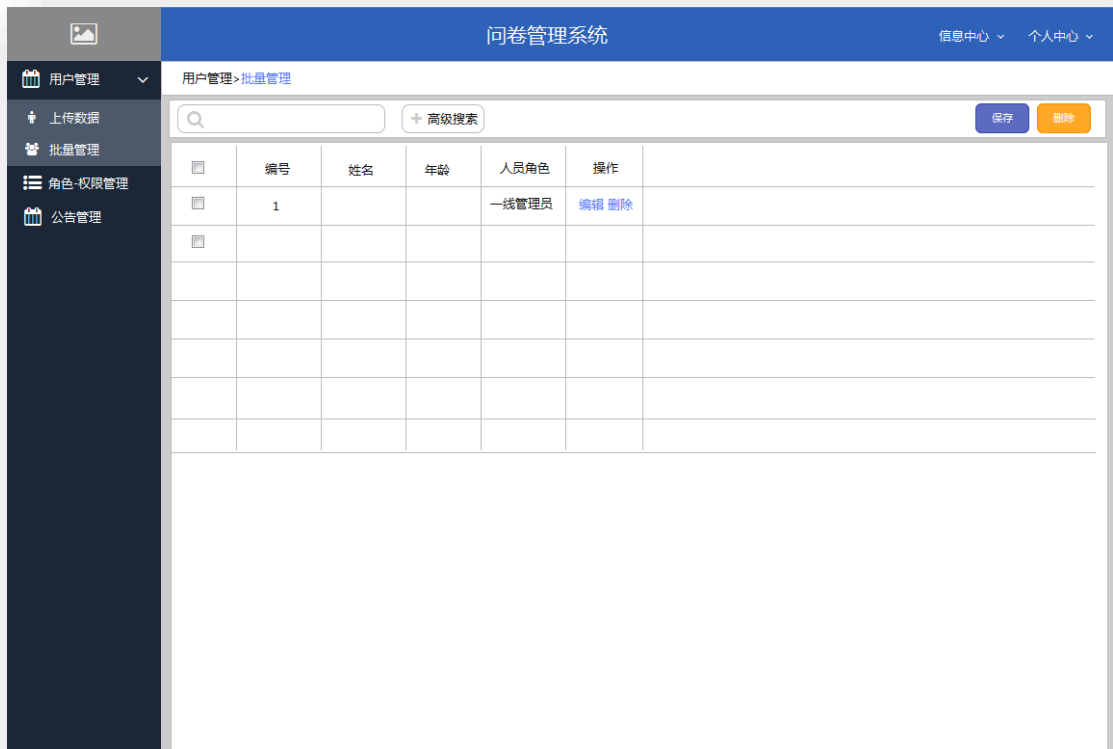 问卷管理系统
信息中心 个人中心
用户管理
上传数据
批量管理
角色-权限管理
公告管理
用户管理>批量管理
高级搜索 保存 删除
编号 姓名 年龄 人员角色 操作
1 一线管理员 编辑 删除